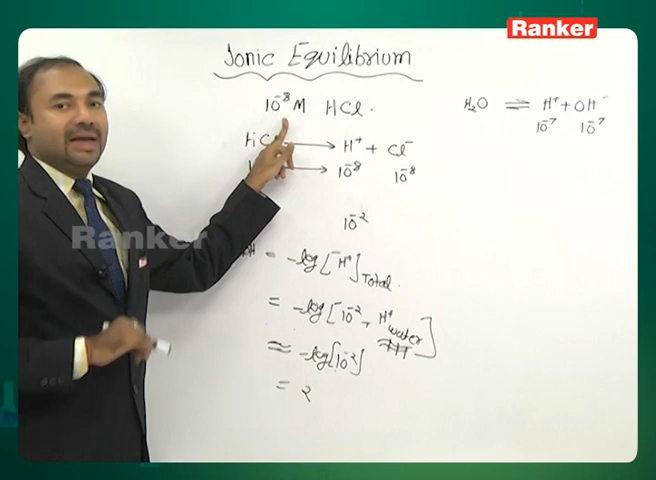 Ranker
Ionic Equilibrium
10⁻⁸ M HCl.
H₂O ⇌ H⁺ + OH⁻
10⁻⁷ 10⁻⁷
HCl → H⁺ + Cl⁻
→ 10⁻⁸ 10⁻⁸
10⁻²
Ranker
= -log[H⁺]Total
= -log[10⁻² + H⁺ water]
≈ -log[10⁻²]
= 2